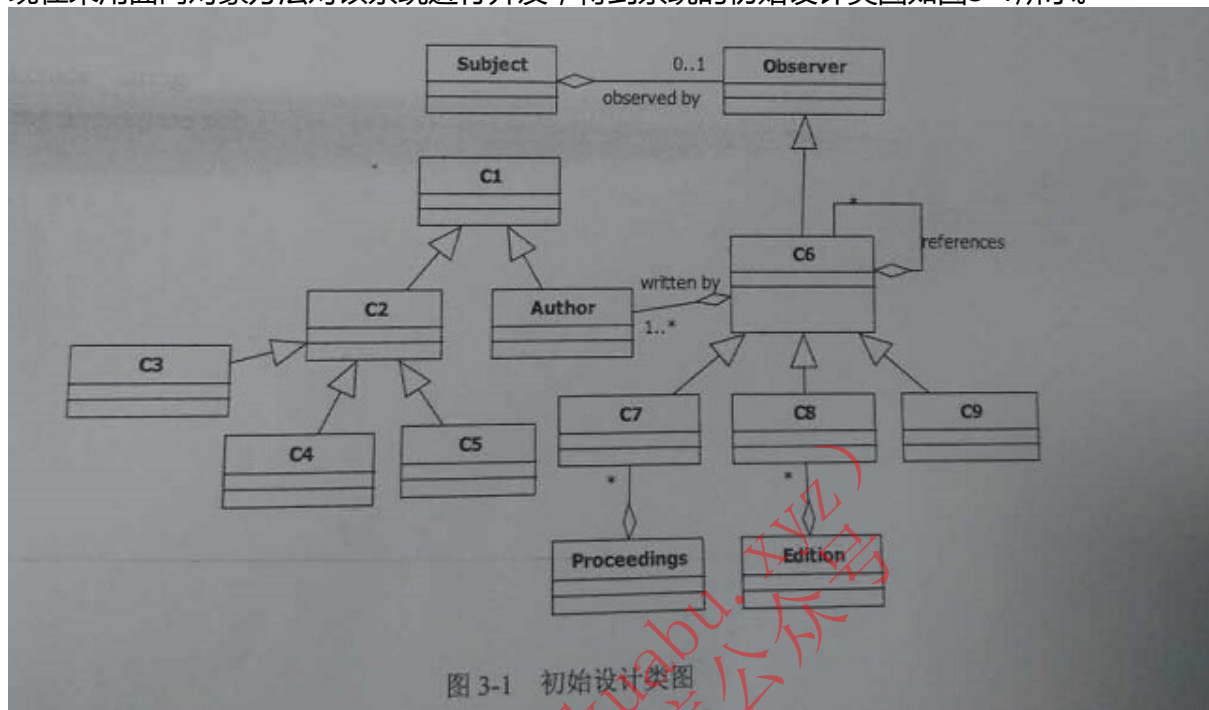 Subject
0..1
Observer
observed by
C1
*
references
C6
written by
C2
Author
1..*
C3
C7
C8
C9
C4
C5
*
*
Proceedings
Edition
图 3-1 初始设计类图